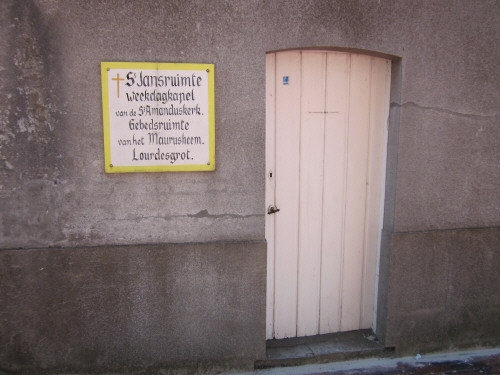 St Jansruimte
weekdagkapel
van de St Amanduskerk.
Gebedsruimte
van het Maurusheem.
Lourdesgrot.